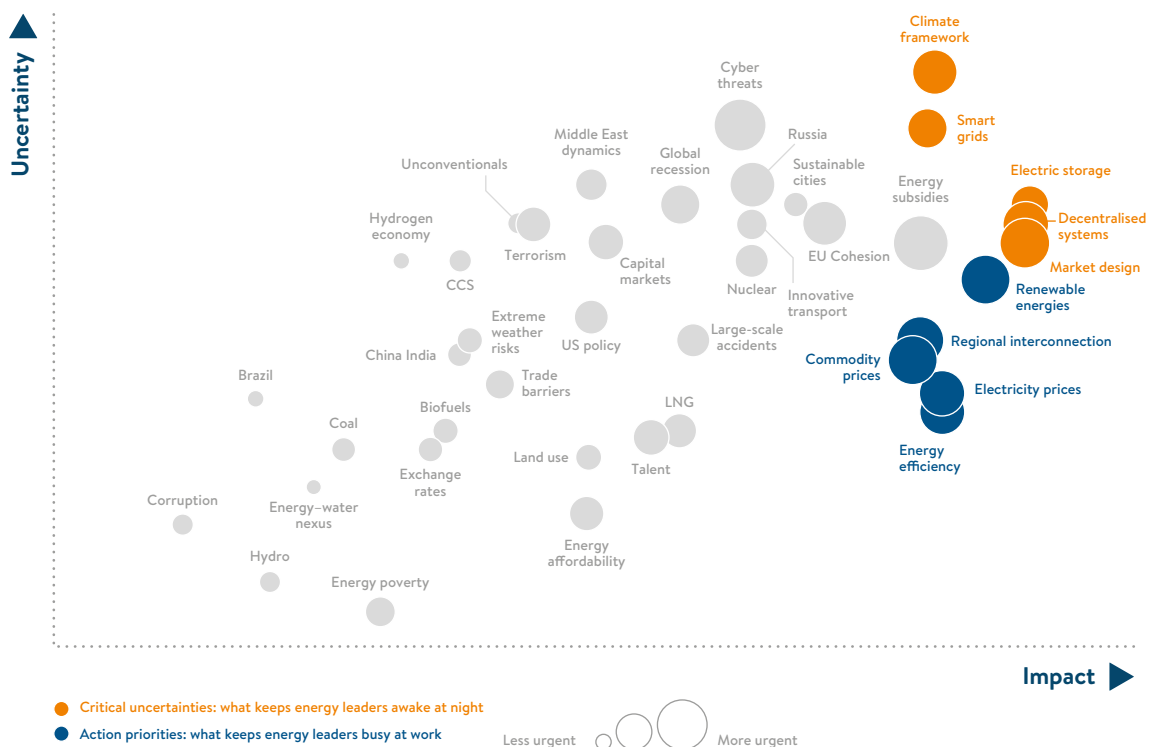 Uncertainty
Climate
framework
Cyber
threats
Smart
grids
Middle East
dynamics
Russia
Global
recession
Unconventionals
Sustainable
cities
Electric storage
Energy
subsidies
Hydrogen
economy
Decentralised
systems
Terrorism
EU Cohesion
Capital
markets
Market design
CCS
Nuclear
Renewable
energies
Innovative
transport
Extreme
weather
risks
US policy
Large-scale
accidents
Regional interconnection
China India
Commodity
prices
Brazil
Trade
barriers
Electricity prices
LNG
Biofuels
Coal
Land use
Talent
Energy
efficiency
Exchange
rates
Corruption
Energy–water
nexus
Energy
affordability
Hydro
Energy poverty
Impact
Critical uncertainties: what keeps energy leaders awake at night
Action priorities: what keeps energy leaders busy at work
Less urgent
More urgent